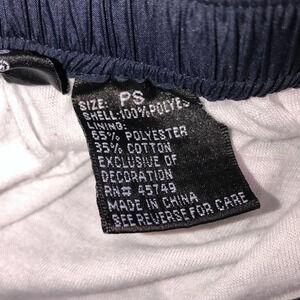 SIZE: PS
SHELL:100%POLYES
LINING:
65% POLYESTER
35% COTTON
EXCLUSIVE OF
DECORATION
RN# 45749
MADE IN CHINA
SEE REVERSE FOR CARE